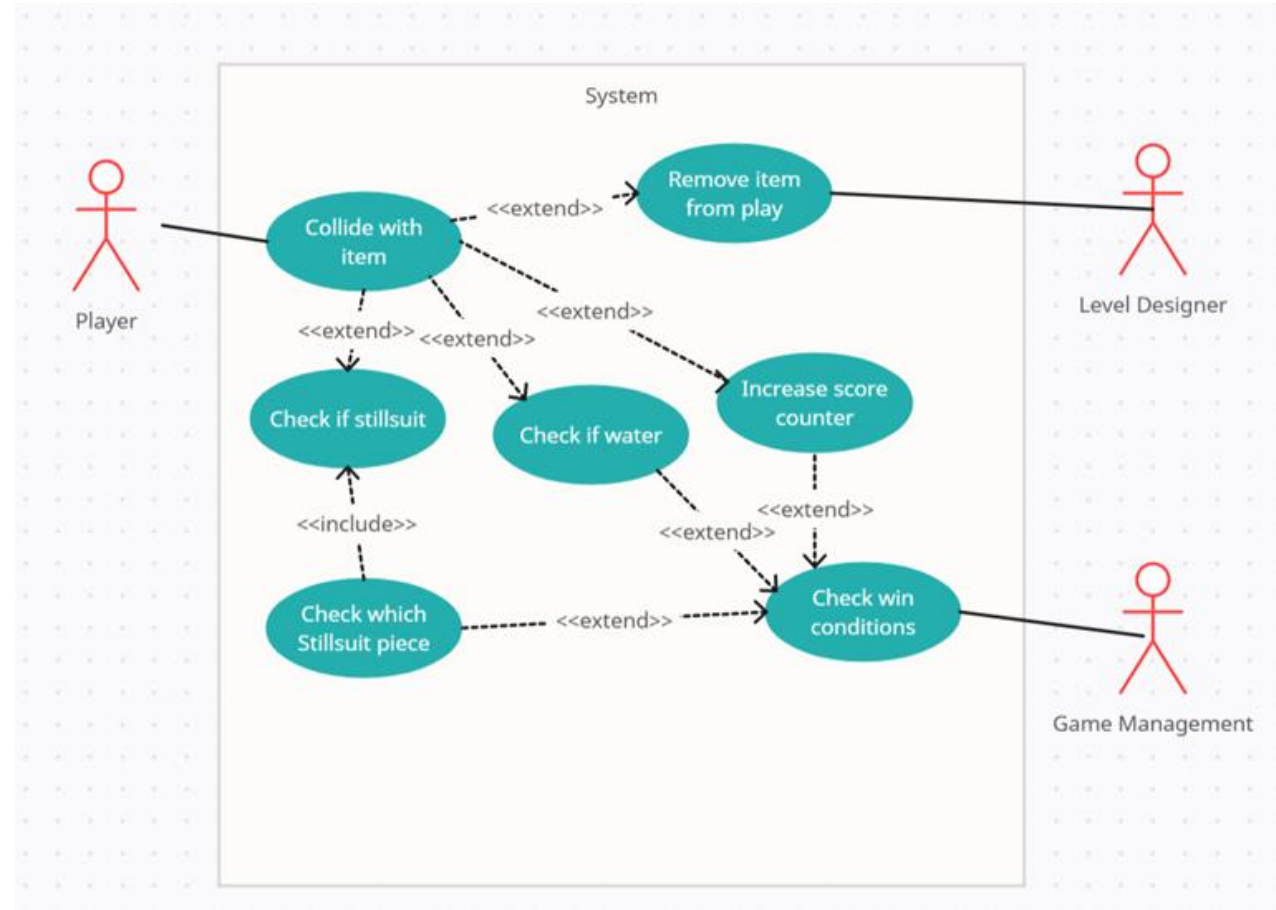 System
Remove item
from play
<<extend>>
Collide with
item
Level Designer
<<extend>>
Player
<<extend>>
<<extend>>
Increase score
counter
Check if stillsuit
Check if water
<<extend>>
<<include>>
<<extend>>
Check win
conditions
Check which
Stillsuit piece
<<extend>>
Game Management